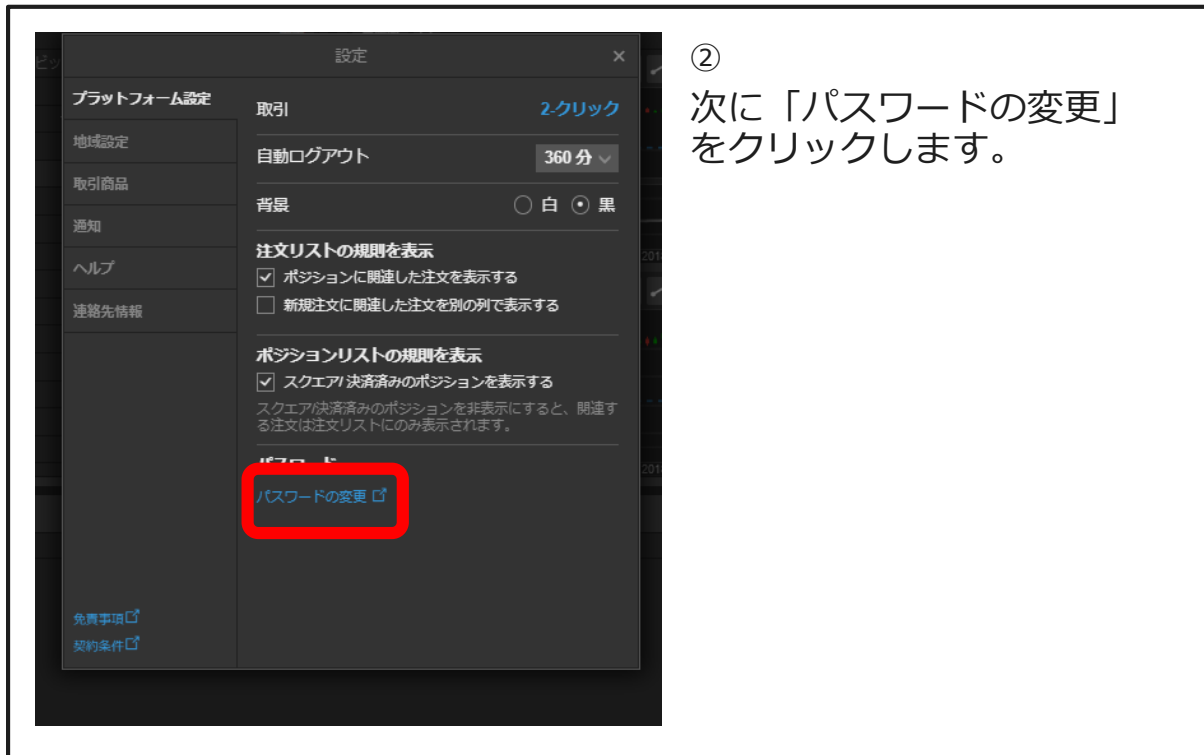 設定 ×
プラットフォーム設定
地域設定
取引商品
通知
ヘルプ
連絡先情報
免責事項
契約条件
取引 2-クリック
自動ログアウト 360 分
背景 白 黒
注文リストの規則を表示
ポジションに関連した注文を表示する
新規注文に関連した注文を別の列で表示する
ポジションリストの規則を表示
スクエア/決済済みのポジションを表示する
スクエア/決済済みのポジションを非表示にすると、関連す
る注文は注文リストにのみ表示されます。
パスワード
パスワードの変更
②
次に「パスワードの変更」
をクリックします。